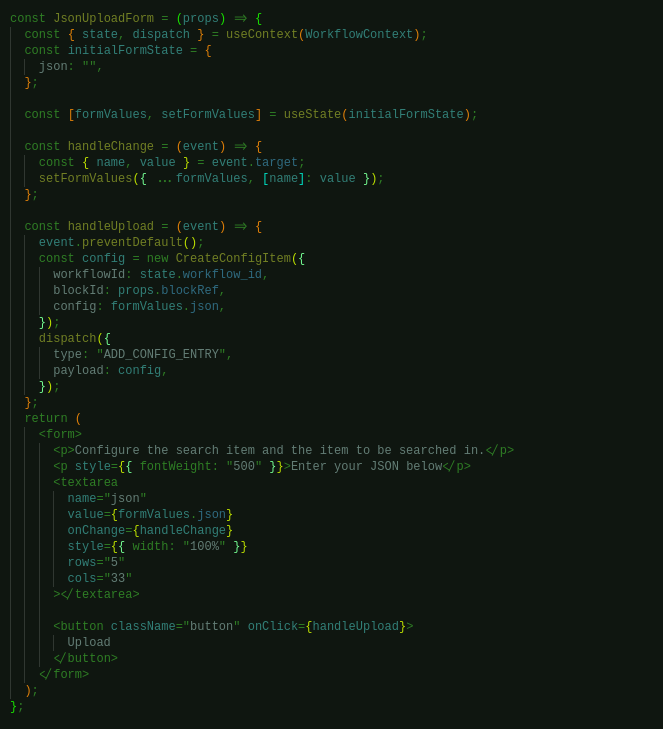 const JsonUploadForm = (props) => {
  const { state, dispatch } = useContext(WorkflowContext);
  const initialFormState = {
    json: "",
  };

  const [formValues, setFormValues] = useState(initialFormState);

  const handleChange = (event) => {
    const { name, value } = event.target;
    setFormValues({ ...formValues, [name]: value });
  };

  const handleUpload = (event) => {
    event.preventDefault();
    const config = new CreateConfigItem({
      workflowId: state.workflow_id,
      blockId: props.blockRef,
      config: formValues.json,
    });
    dispatch({
      type: "ADD_CONFIG_ENTRY",
      payload: config,
    });
  };
  return (
    <form>
      <p>Configure the search item and the item to be searched in.</p>
      <p style={{ fontWeight: "500" }}>Enter your JSON below</p>
      <textarea
        name="json"
        value={formValues.json}
        onChange={handleChange}
        style={{ width: "100%" }}
        rows="5"
        cols="33"
      ></textarea>

      <button className="button" onClick={handleUpload}>
        Upload
      </button>
    </form>
  );
};